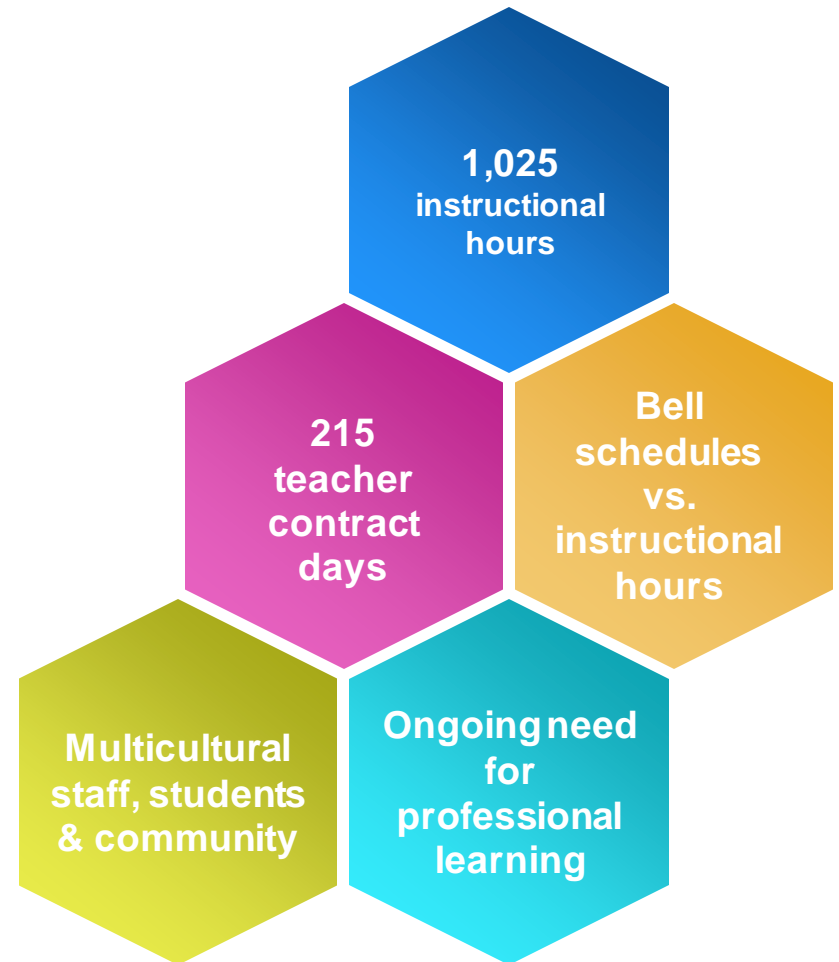 1,025
instructional
hours
215
teacher
contract
days
Bell
schedules
vs.
instructional
hours
Multicultural
staff, students
& community
Ongoing need
for
professional
learning